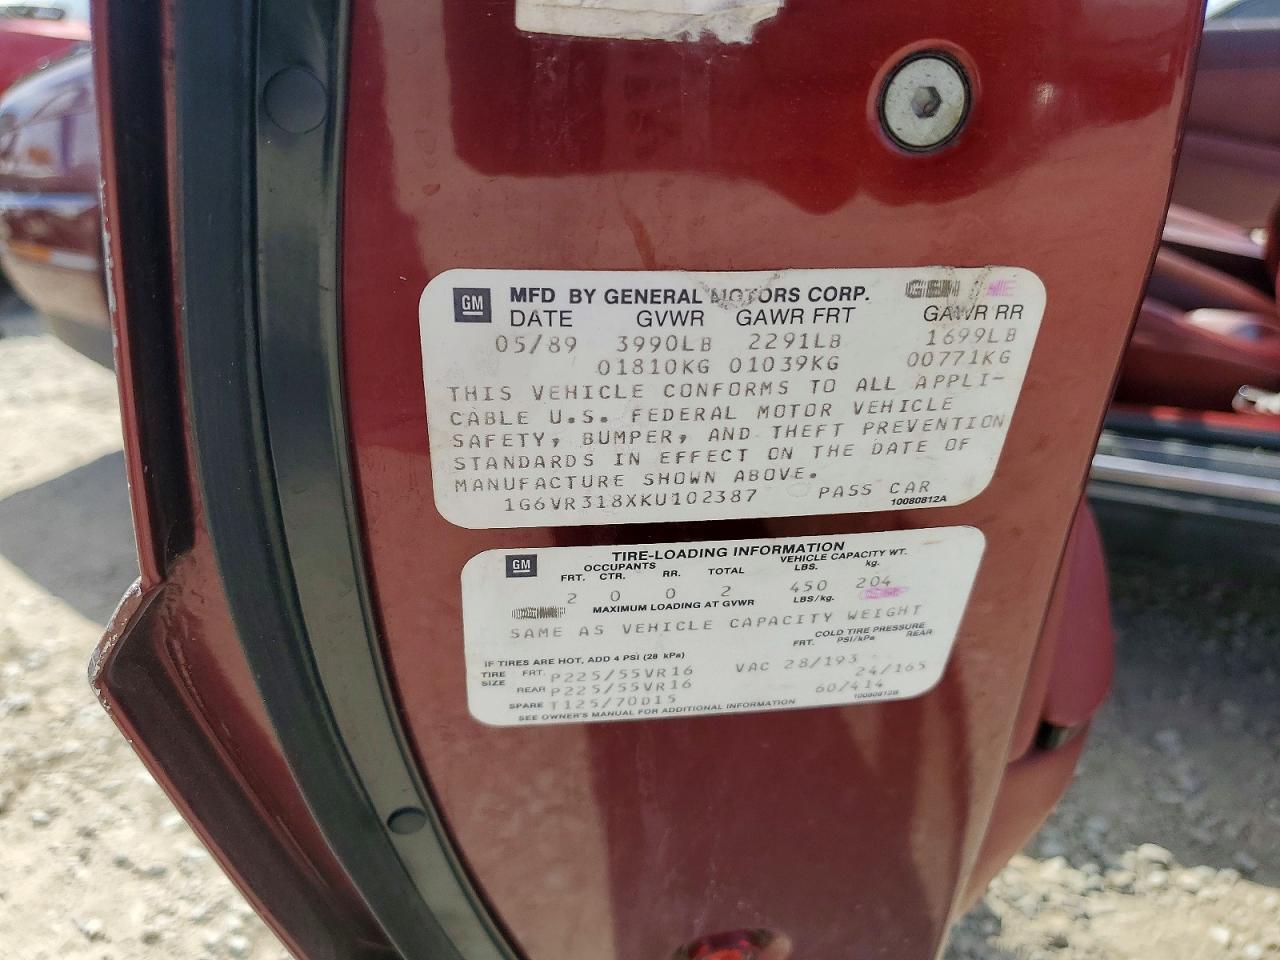 GM MFD BY GENERAL MOTORS CORP.
DATE GVWR GAWR FRT GAWR RR
05/89 3990LB 2291LB 1699LB
01810KG 01039KG 00771KG
THIS VEHICLE CONFORMS TO ALL APPLI-
CABLE U.S. FEDERAL MOTOR VEHICLE
SAFETY, BUMPER, AND THEFT PREVENTION
STANDARDS IN EFFECT ON THE DATE OF
MANUFACTURE SHOWN ABOVE.
1G6VR318XKU102387 PASS CAR
10080812A
GM TIRE-LOADING INFORMATION
OCCUPANTS VEHICLE CAPACITY WT.
FRT. CTR. RR. TOTAL LBS. kg.
2 0 0 2 450 204
MAXIMUM LOADING AT GVWR LBS/kg.
SAME AS VEHICLE CAPACITY WEIGHT
COLD TIRE PRESSURE
FRT. PSI/kPa REAR
IF TIRES ARE HOT, ADD 4 PSI (28 kPa)
TIRE SIZE FRT. P225/55VR16 VAC 28/193 24/165
REAR P225/55VR16
SPARE T125/70D15 60/414
SEE OWNER'S MANUAL FOR ADDITIONAL INFORMATION 10080812B